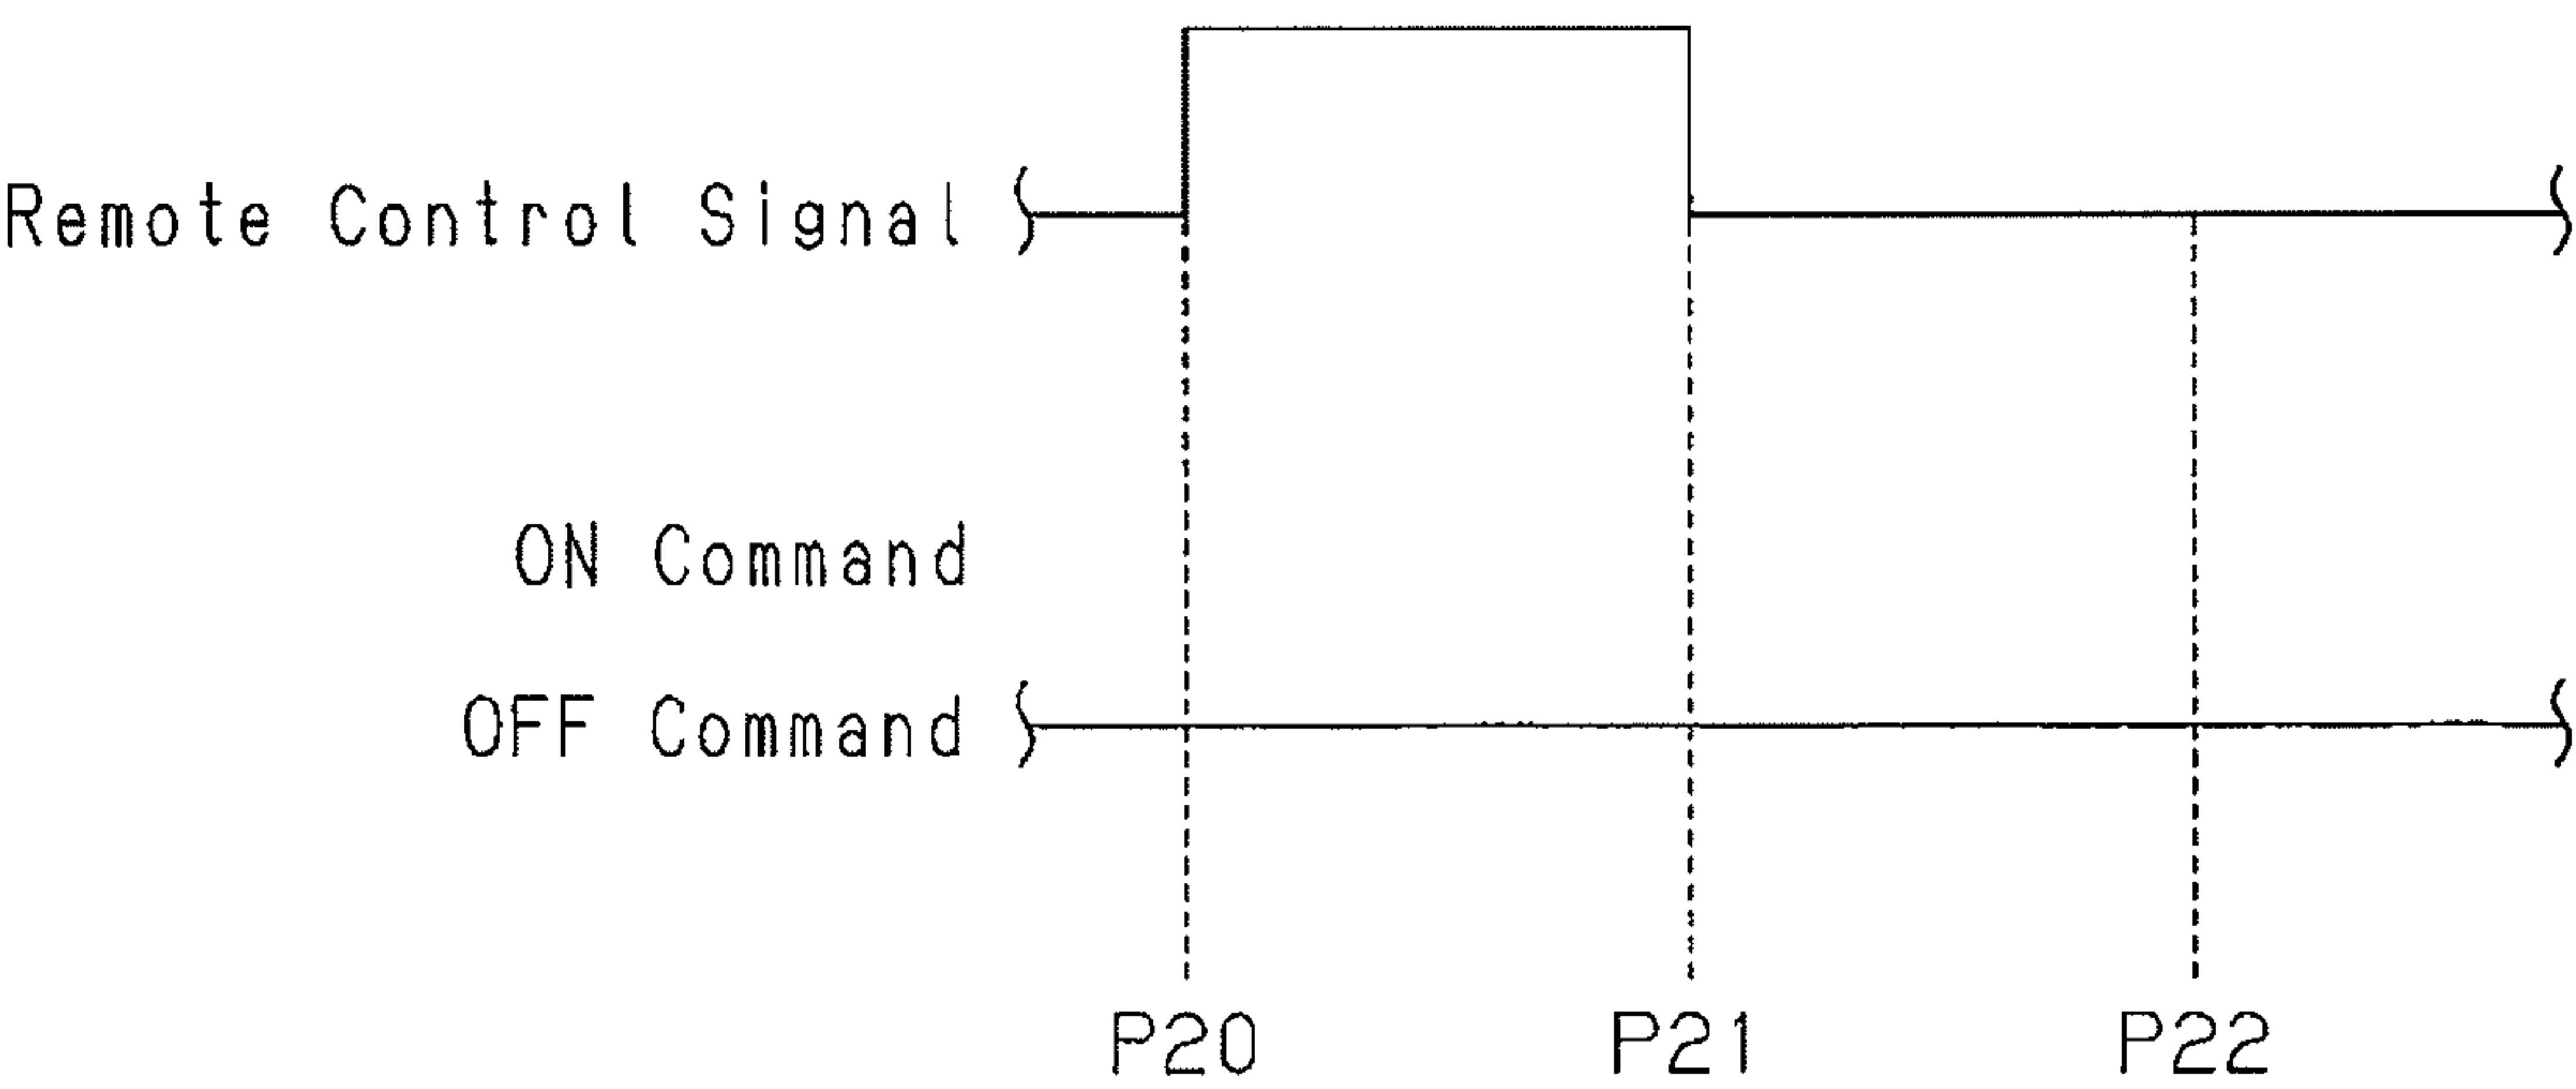 Remote Control Signal
ON Command
OFF Command
P20 P21 P22